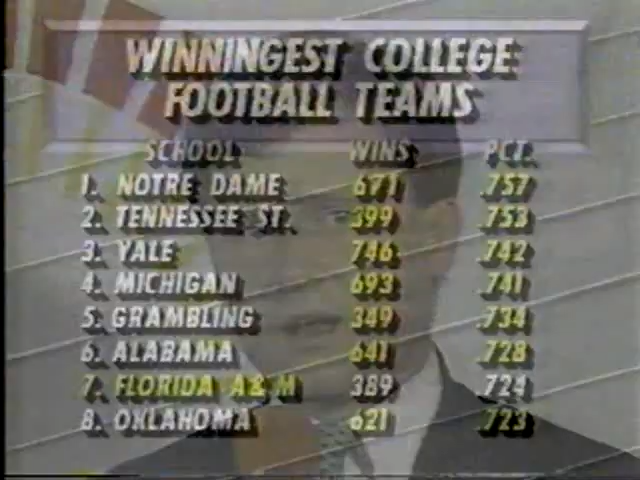 WINNINGEST COLLEGE
FOOTBALL TEAMS
SCHOOL WINS PCT.
1. NOTRE DAME 671 .757
2. TENNESSEE ST. 399 .753
3. YALE 746 .742
4. MICHIGAN 693 .741
5. GRAMBLING 349 .734
6. ALABAMA 641 .728
7. FLORIDA A&M 389 .724
8. OKLAHOMA 621 .723